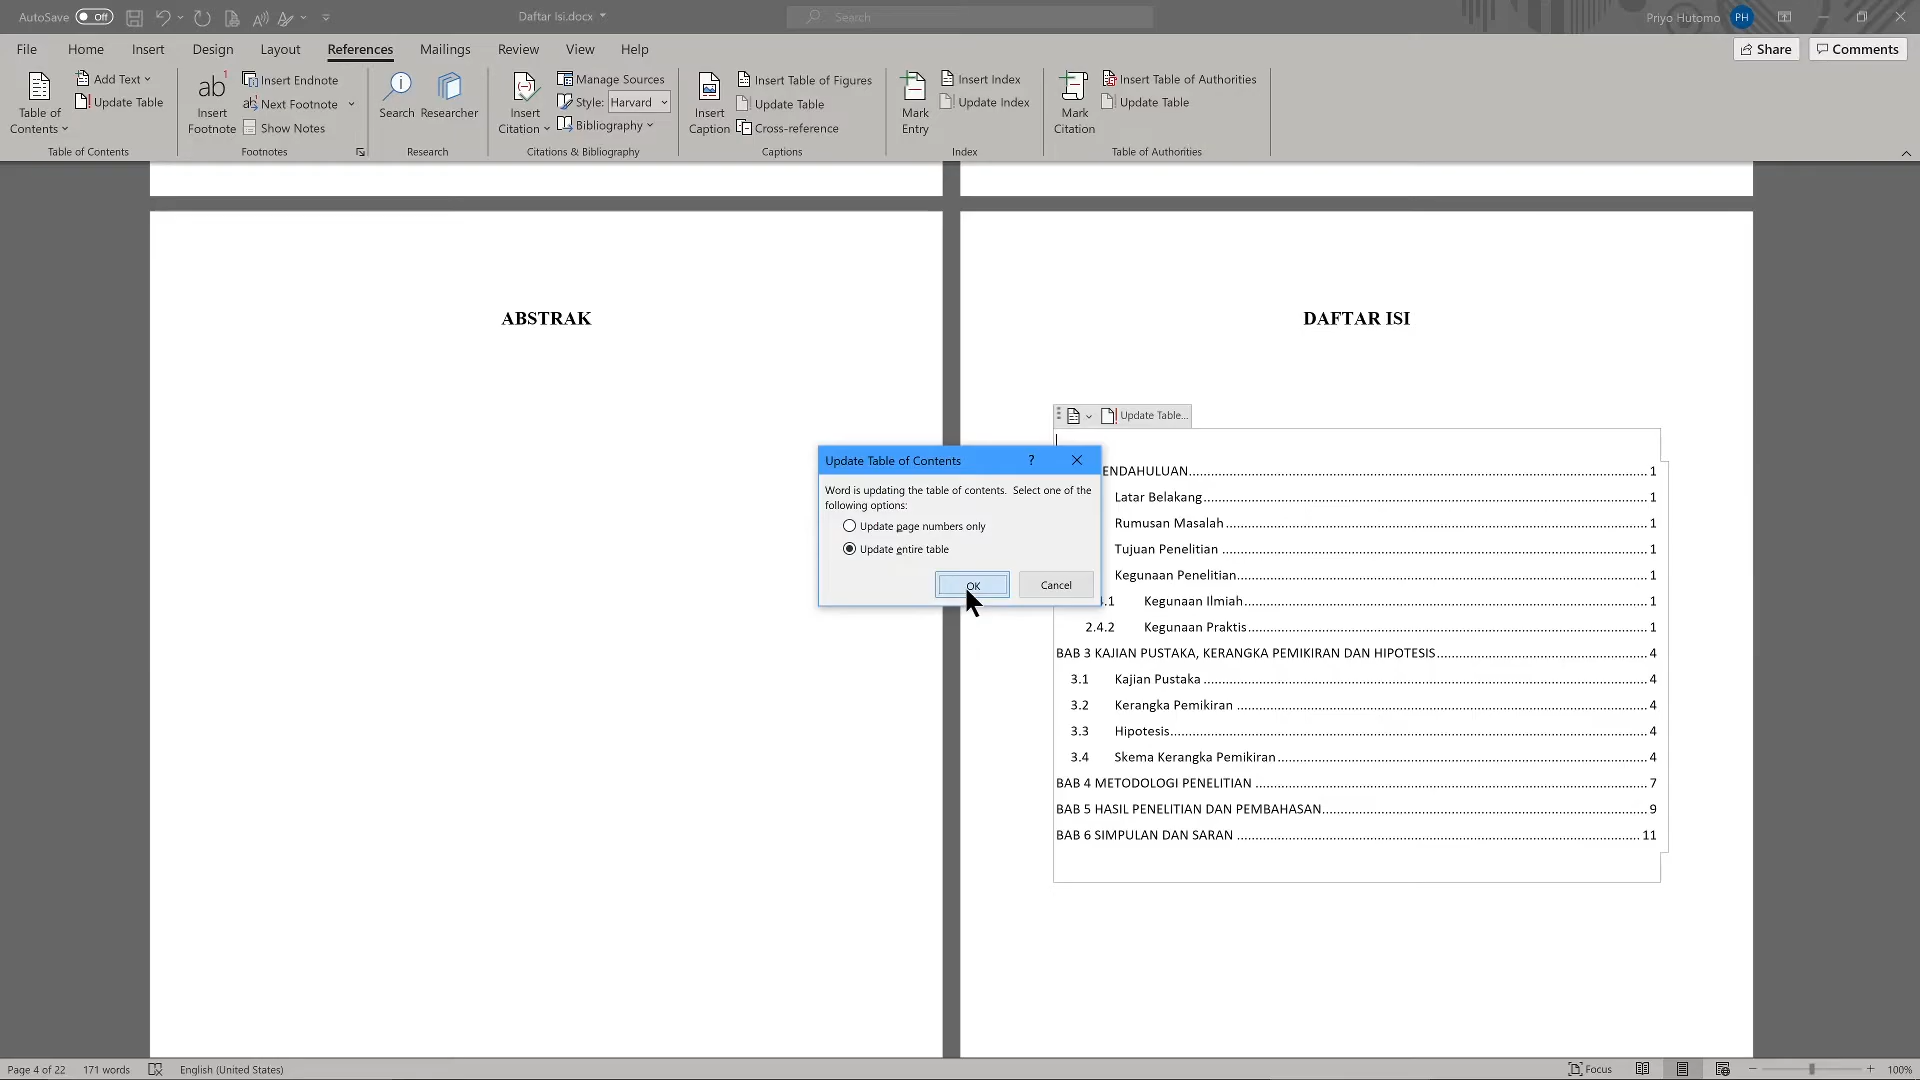 AutoSave Off Daftar Isi.docx Search Priyo Hutomo PH
File Home Insert Design Layout References Mailings Review View Help Share Comments
Table of Contents
Add Text
Update Table
Table of Contents
ab 1
Insert Footnote
Insert Endnote
Next Footnote
Show Notes
Footnotes
Search
Researcher
Research
Insert Citation
Manage Sources
Style: Harvard
Bibliography
Citations & Bibliography
Insert Caption
Insert Table of Figures
Update Table
Cross-reference
Captions
Mark Entry
Insert Index
Update Index
Index
Mark Citation
Insert Table of Authorities
Update Table
Table of Authorities
ABSTRAK
DAFTAR ISI
Update Table...
Update Table of Contents ?
Word is updating the table of contents. Select one of the
following options:
Update page numbers only
Update entire table
OK Cancel
ENDAHULUAN 1
Latar Belakang 1
Rumusan Masalah 1
Tujuan Penelitian 1
Kegunaan Penelitian 1
.1 Kegunaan Ilmiah 1
2.4.2 Kegunaan Praktis 1
BAB 3 KAJIAN PUSTAKA, KERANGKA PEMIKIRAN DAN HIPOTESIS 4
3.1 Kajian Pustaka 4
3.2 Kerangka Pemikiran 4
3.3 Hipotesis 4
3.4 Skema Kerangka Pemikiran 4
BAB 4 METODOLOGI PENELITIAN 7
BAB 5 HASIL PENELITIAN DAN PEMBAHASAN 9
BAB 6 SIMPULAN DAN SARAN 11
Page 4 of 22 171 words English (United States) Focus 100%